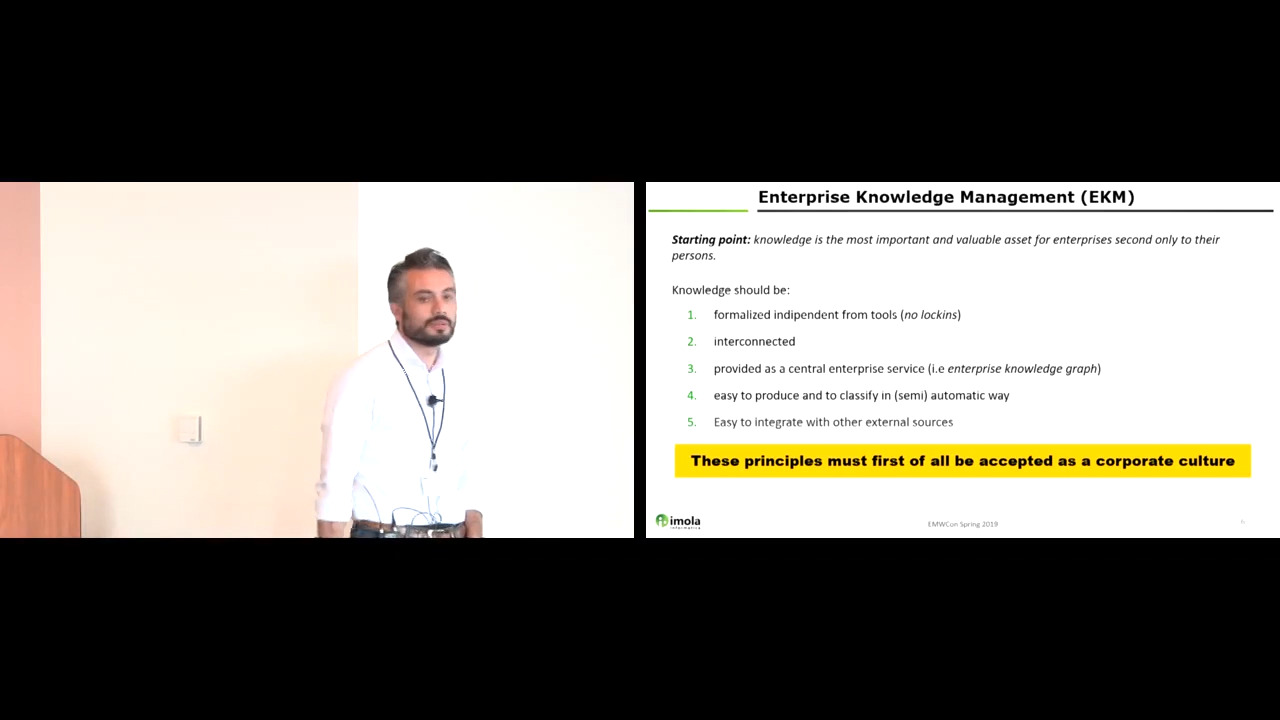 Enterprise Knowledge Management (EKM)
Starting point: knowledge is the most important and valuable asset for enterprises second only to their
persons.
Knowledge should be:
1. formalized indipendent from tools (no lockins)
2. interconnected
3. provided as a central enterprise service (i.e enterprise knowledge graph)
4. easy to produce and to classify in (semi) automatic way
5. Easy to integrate with other external sources
These principles must first of all be accepted as a corporate culture
imola
informatica
EMWCon Spring 2019